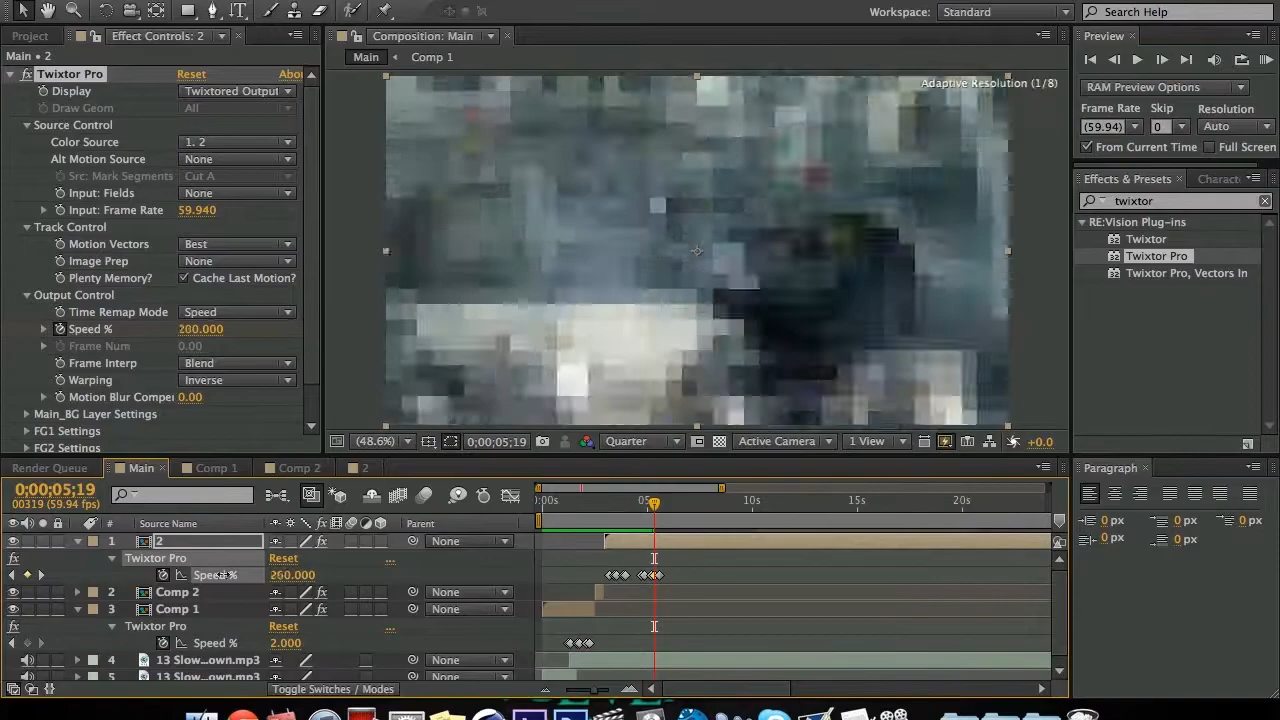 Workspace: Standard Search Help
Project Effect Controls: 2
Main • 2
Twixtor Pro Reset Abo
Display Twixtored Output
Draw Geom All
Source Control
Color Source 1. 2
Alt Motion Source None
Src: Mark Segments Cut A
Input: Fields None
Input: Frame Rate 59.940
Track Control
Motion Vectors Best
Image Prep None
Plenty Memory? Cache Last Motion?
Output Control
Time Remap Mode Speed
Speed % 200.000
Frame Num 0.00
Frame Interp Blend
Warping Inverse
Motion Blur Compe 0.00
Main_BG Layer Settings
FG1 Settings
FG2 Settings
Composition: Main
Main Comp 1
Adaptive Resolution (1/8)
(48.6%) 0;00;05;19 Quarter Active Camera 1 View +0.0
Preview
RAM Preview Options
Frame Rate Skip Resolution
(59.94) 0 Auto
From Current Time Full Screen
Effects & Presets Charact
twixtor
RE:Vision Plug-ins
Twixtor
Twixtor Pro
Twixtor Pro, Vectors In
Render Queue Main Comp 1 Comp 2 2
0;00;05;19
00319 (59.94 fps)
# Source Name fx Parent
):00s 05s 10s 15s 20s
1 2 None
fx Twixtor Pro Reset ...
Speed % 200.000
2 Comp 2 None
3 Comp 1 None
fx Twixtor Pro Reset ...
Speed % 2.000
4 13 Slow...own.mp3 None
5 13 Slow...own.mp3 None
Toggle Switches / Modes
Paragraph
0 px 0 px 0 px
0 px 0 px